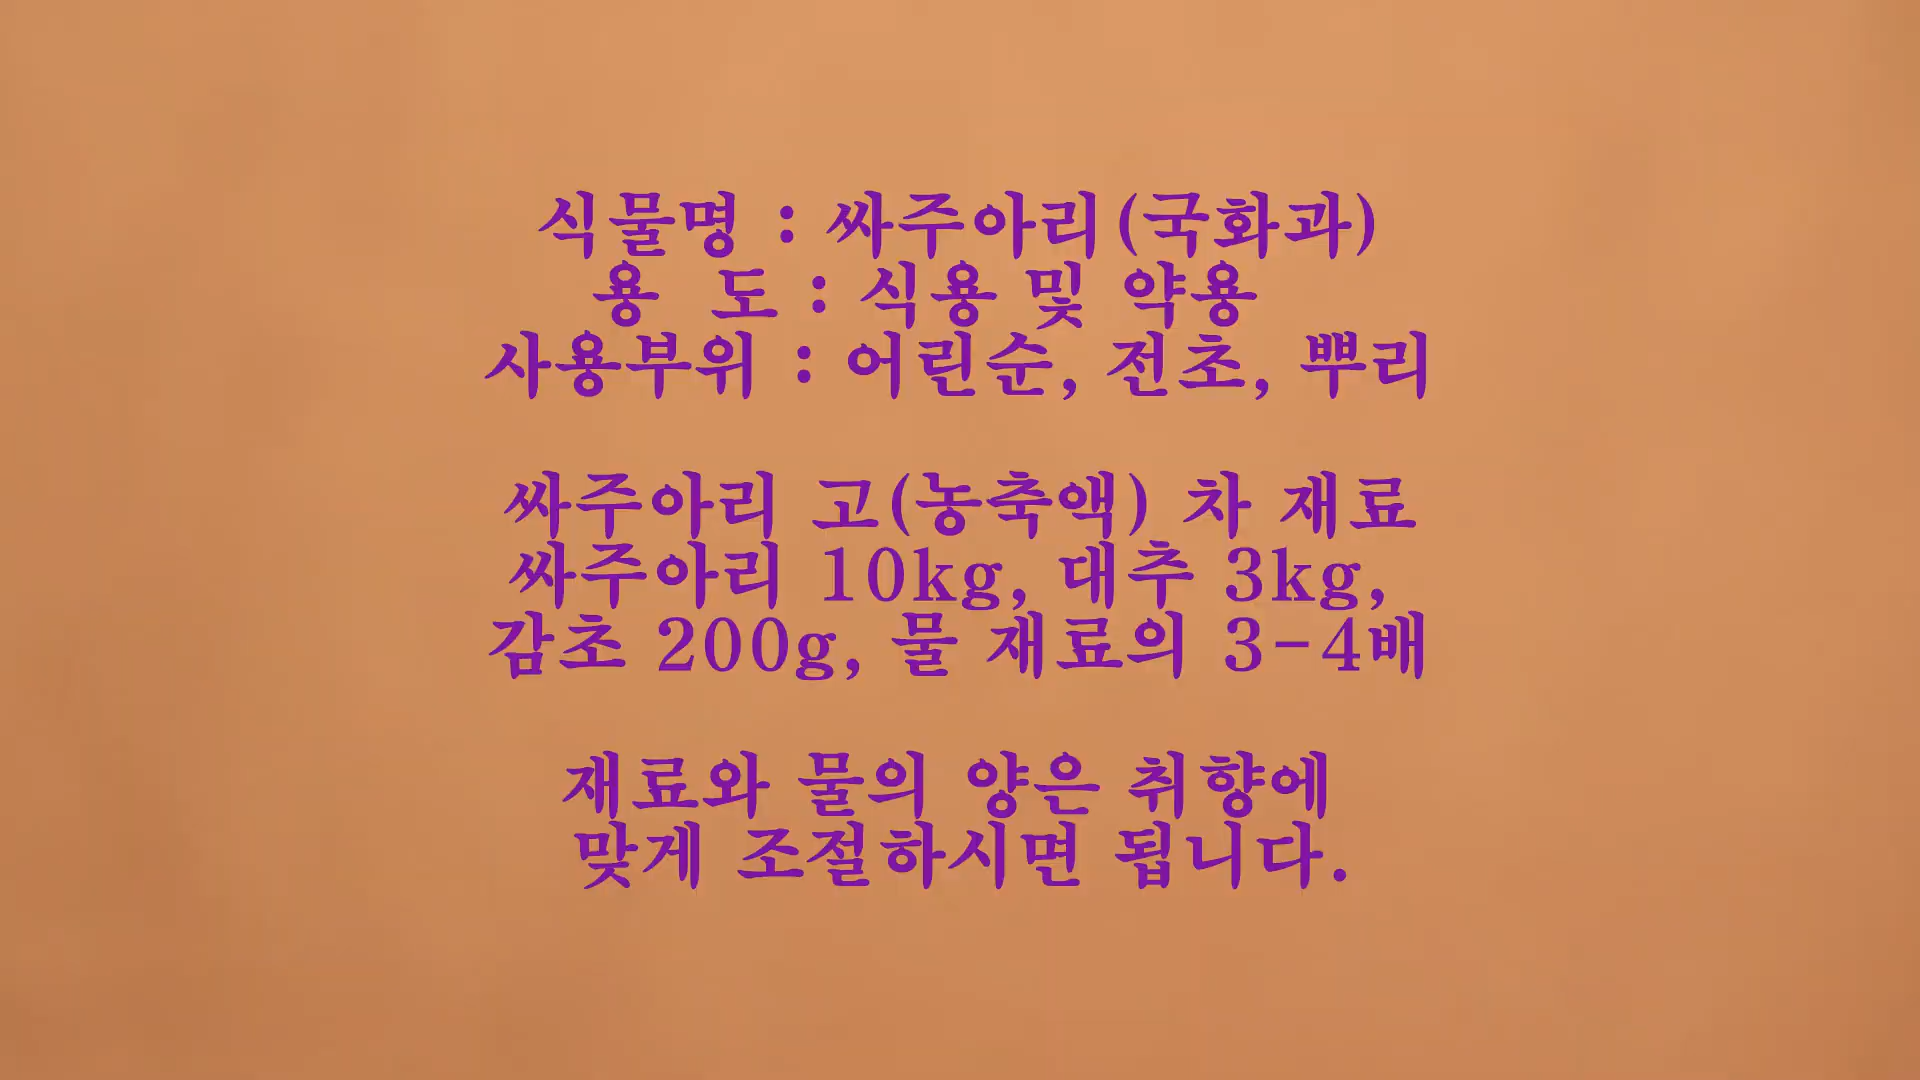 식물명 : 싸주아리(국화과)
용 도 : 식용 및 약용
사용부위 : 어린순, 전초, 뿌리
싸주아리 고(농축액) 차 재료
싸주아리 10kg, 대추 3kg,
감초 200g, 물 재료의 3-4배
재료와 물의 양은 취향에
맞게 조절하시면 됩니다.